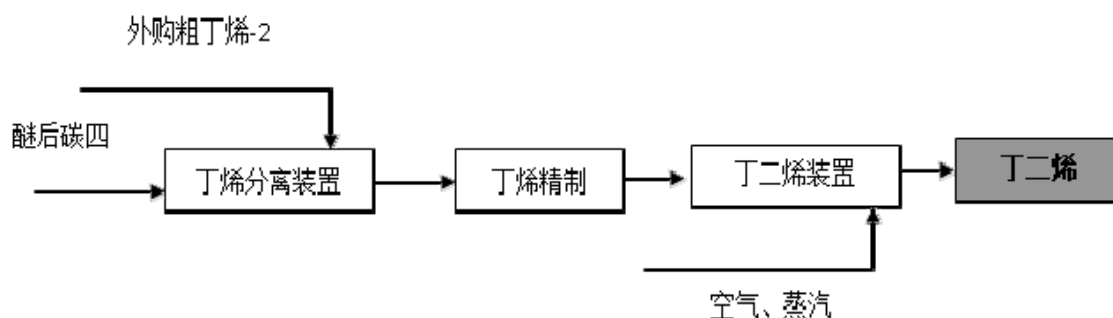 外购粗丁烯-2
醚后碳四
丁烯分离装置
丁烯精制
丁二烯装置
丁二烯
空气、蒸汽